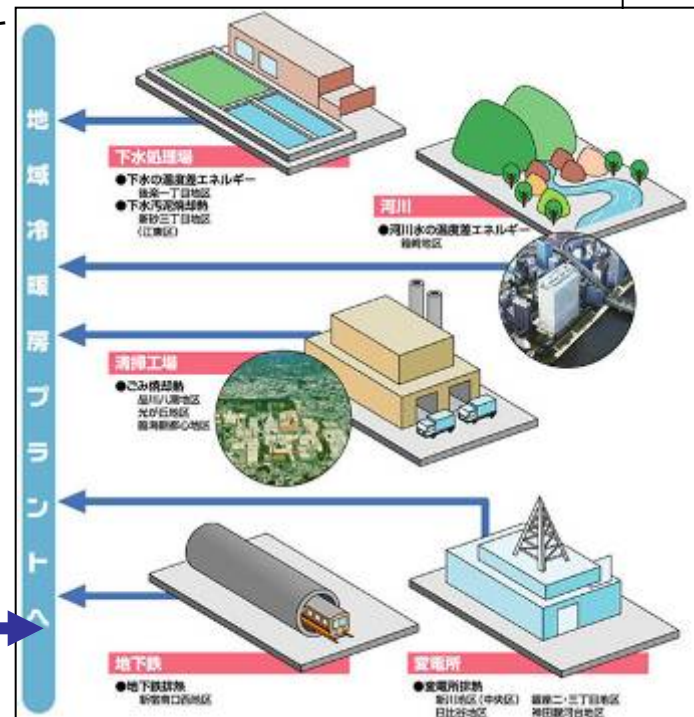 地域冷暖房プラントへ
下水処理場
●下水の温度差エネルギー
後楽一丁目地区
●下水汚泥焼却熱
新砂三丁目地区
(江東区)
河川
●河川水の温度差エネルギー
箱崎地区
清掃工場
●ごみ焼却熱
品川八潮地区
光が丘地区
臨海副都心地区
地下鉄
●地下鉄排熱
新宿南口西地区
変電所
●変電所排熱
新川地区(中央区) 銀座二・三丁目地区
日比谷地区 神田駿河台地区